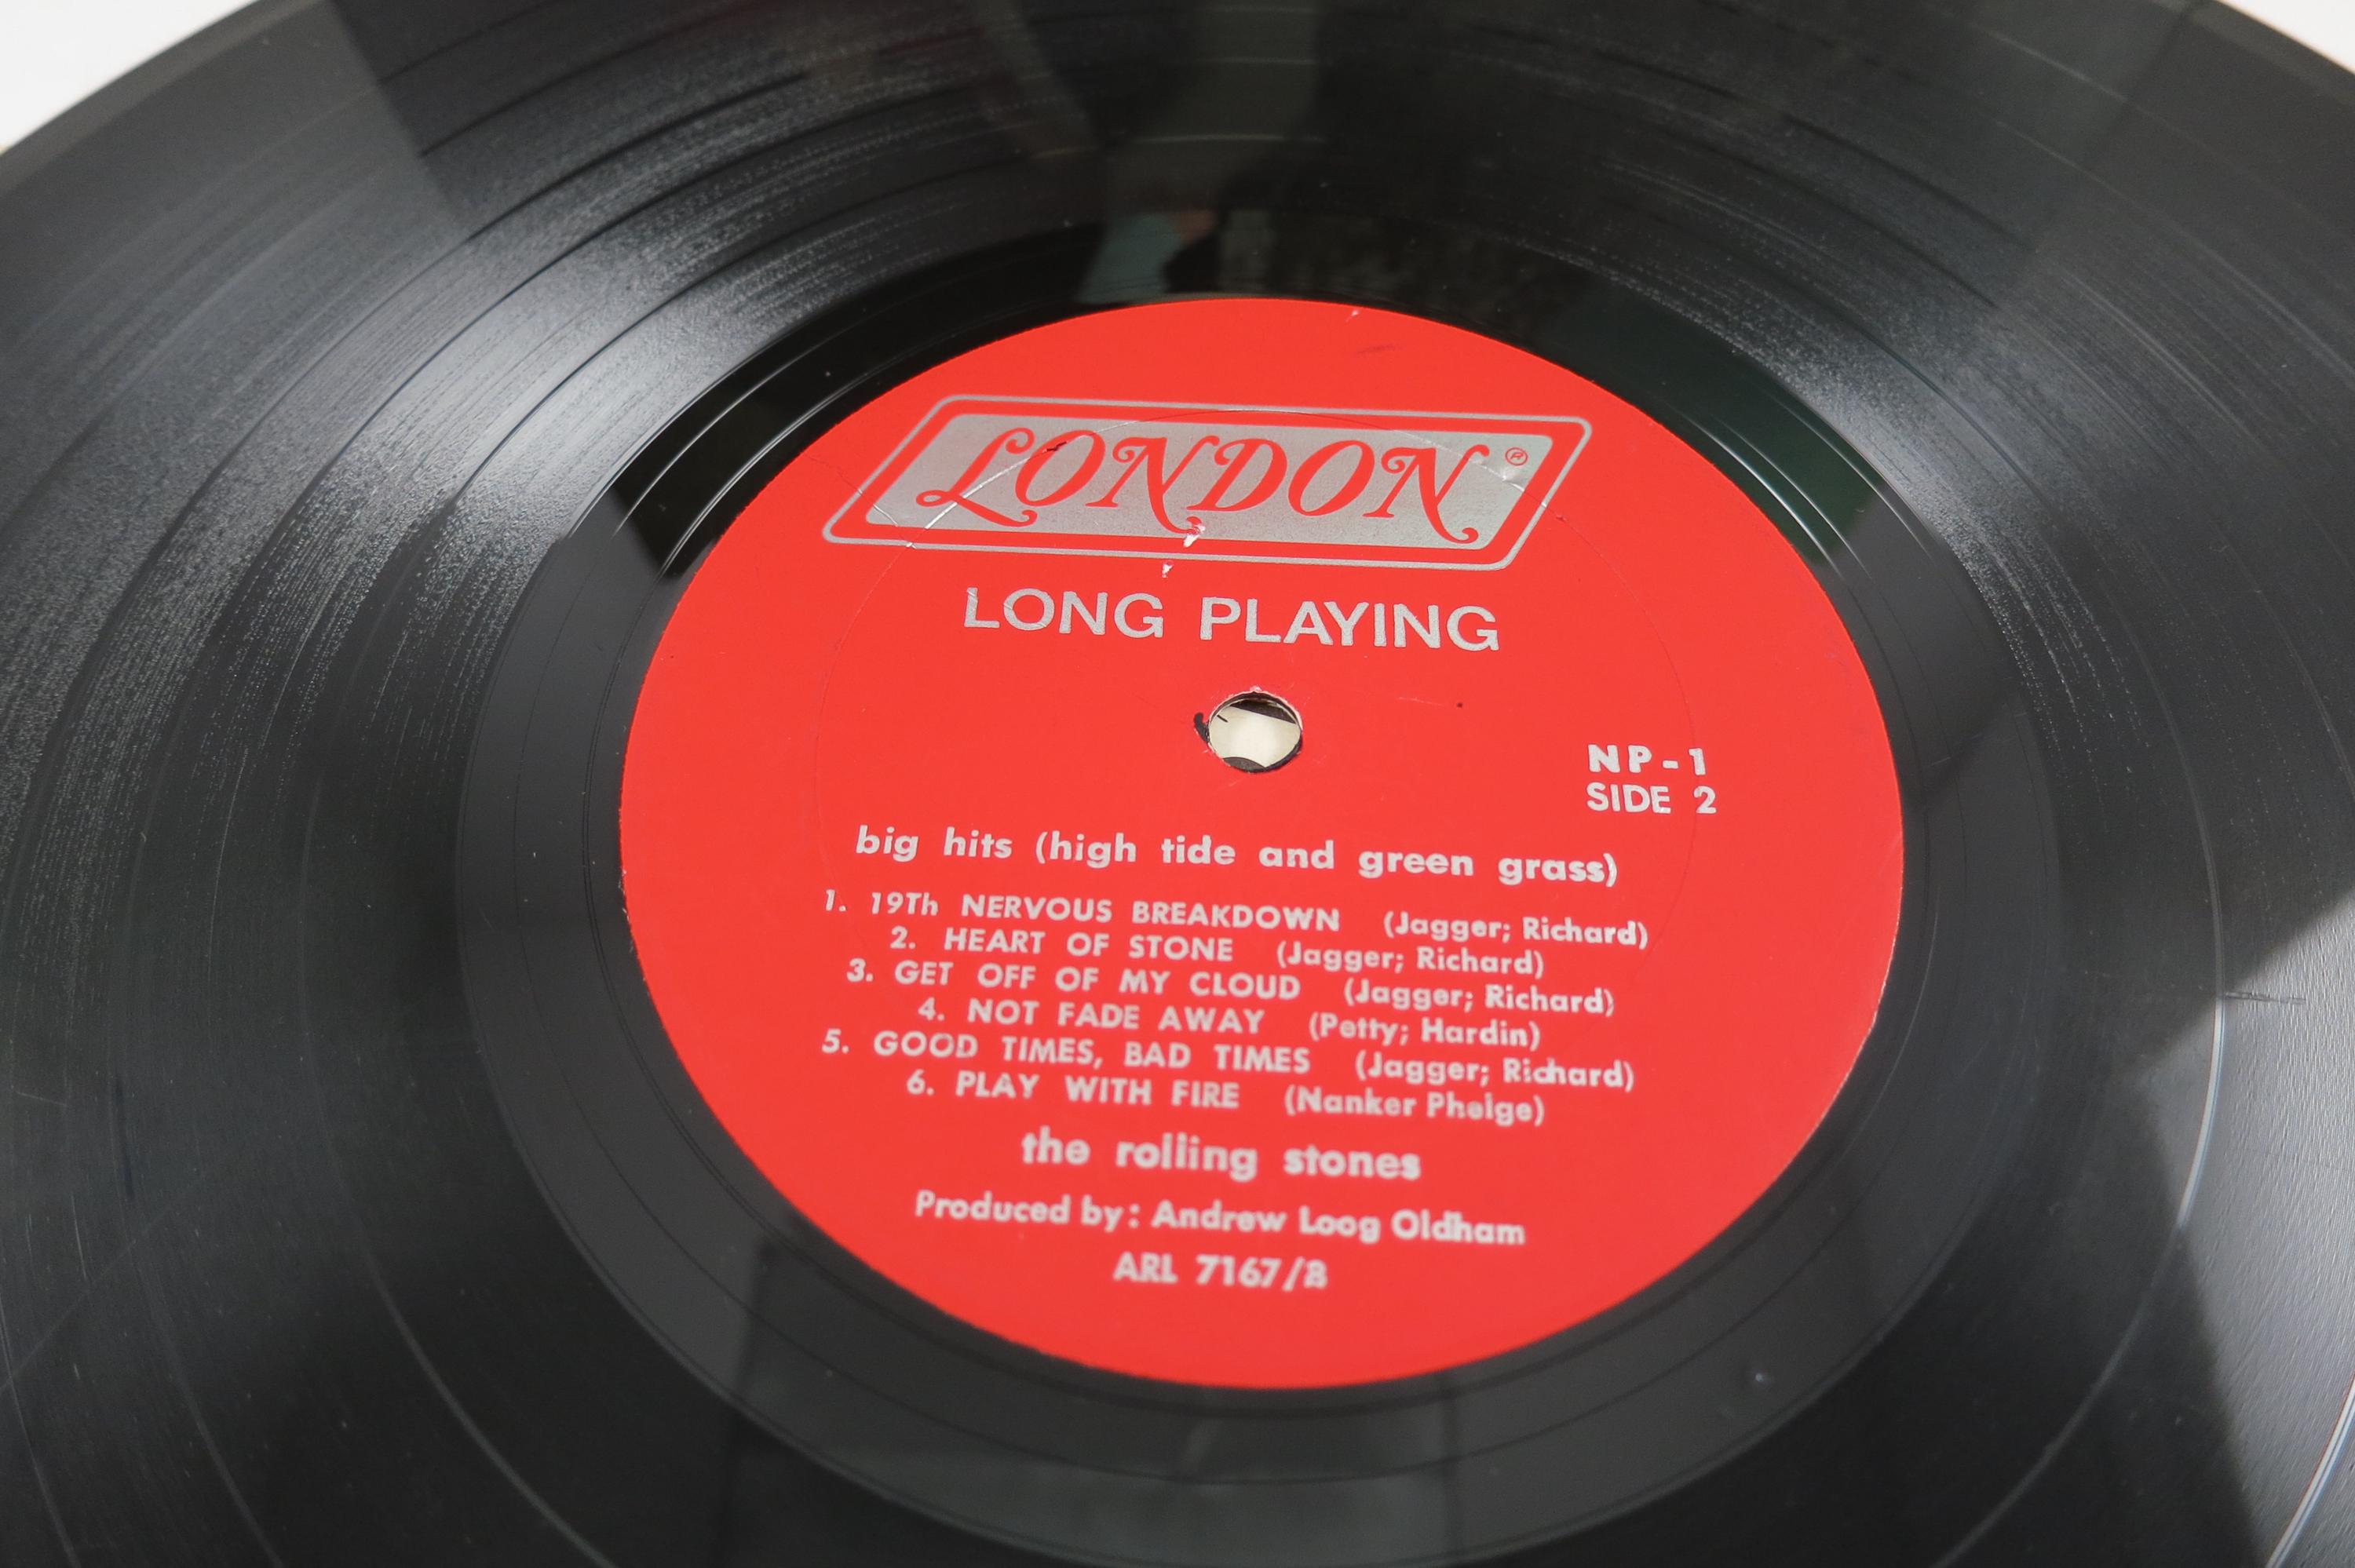 LONDON®
LONG PLAYING
NP-1
SIDE 2
big hits (high tide and green grass)
1. 19Th NERVOUS BREAKDOWN (Jagger; Richard)
2. HEART OF STONE (Jagger; Richard)
3. GET OFF OF MY CLOUD (Jagger; Richard)
4. NOT FADE AWAY (Petty; Hardin)
5. GOOD TIMES, BAD TIMES (Jagger; Richard)
6. PLAY WITH FIRE (Nanker Phelge)
the rolling stones
Produced by: Andrew Loog Oldham
ARL 7167/8